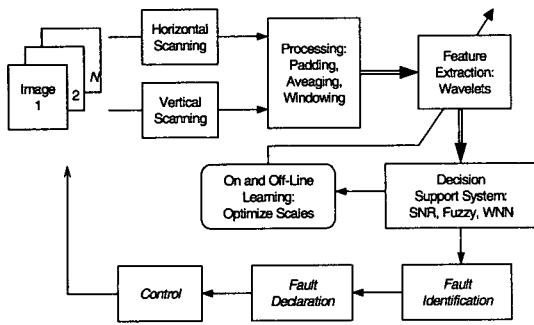 Horizontal
Scanning
Vertical
Scanning
Image
1
2
N
Processing:
Padding,
Aveaging,
Windowing
Feature
Extraction:
Wavelets
On and Off-Line
Learning:
Optimize Scales
Decision
Support System:
SNR, Fuzzy, WNN
Control
Fault
Declaration
Fault
Identification